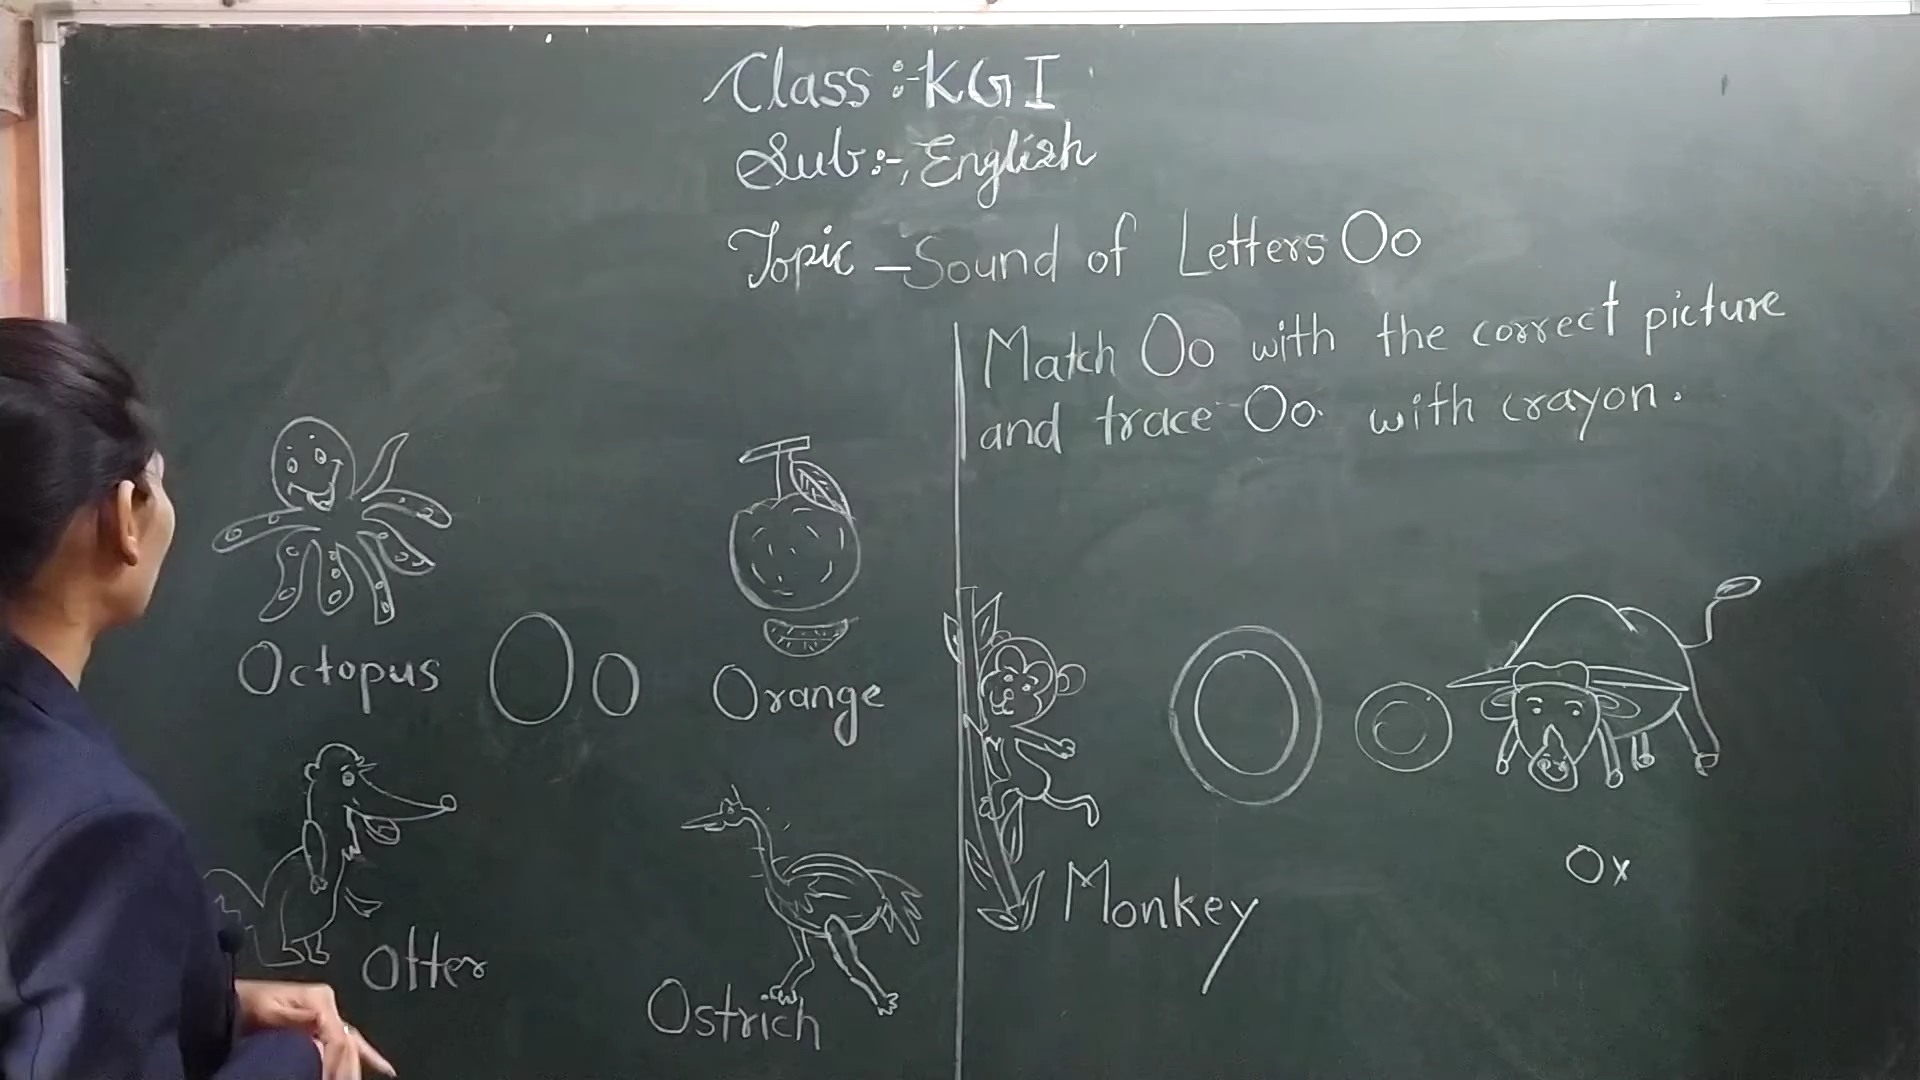 Class :- KG I
Sub :- English
Topic - Sound of Letters Oo
Octopus
Oo
Orange
Otter
Ostrich
Match Oo with the correct picture
and trace Oo with crayon.
Oo
Monkey
Ox